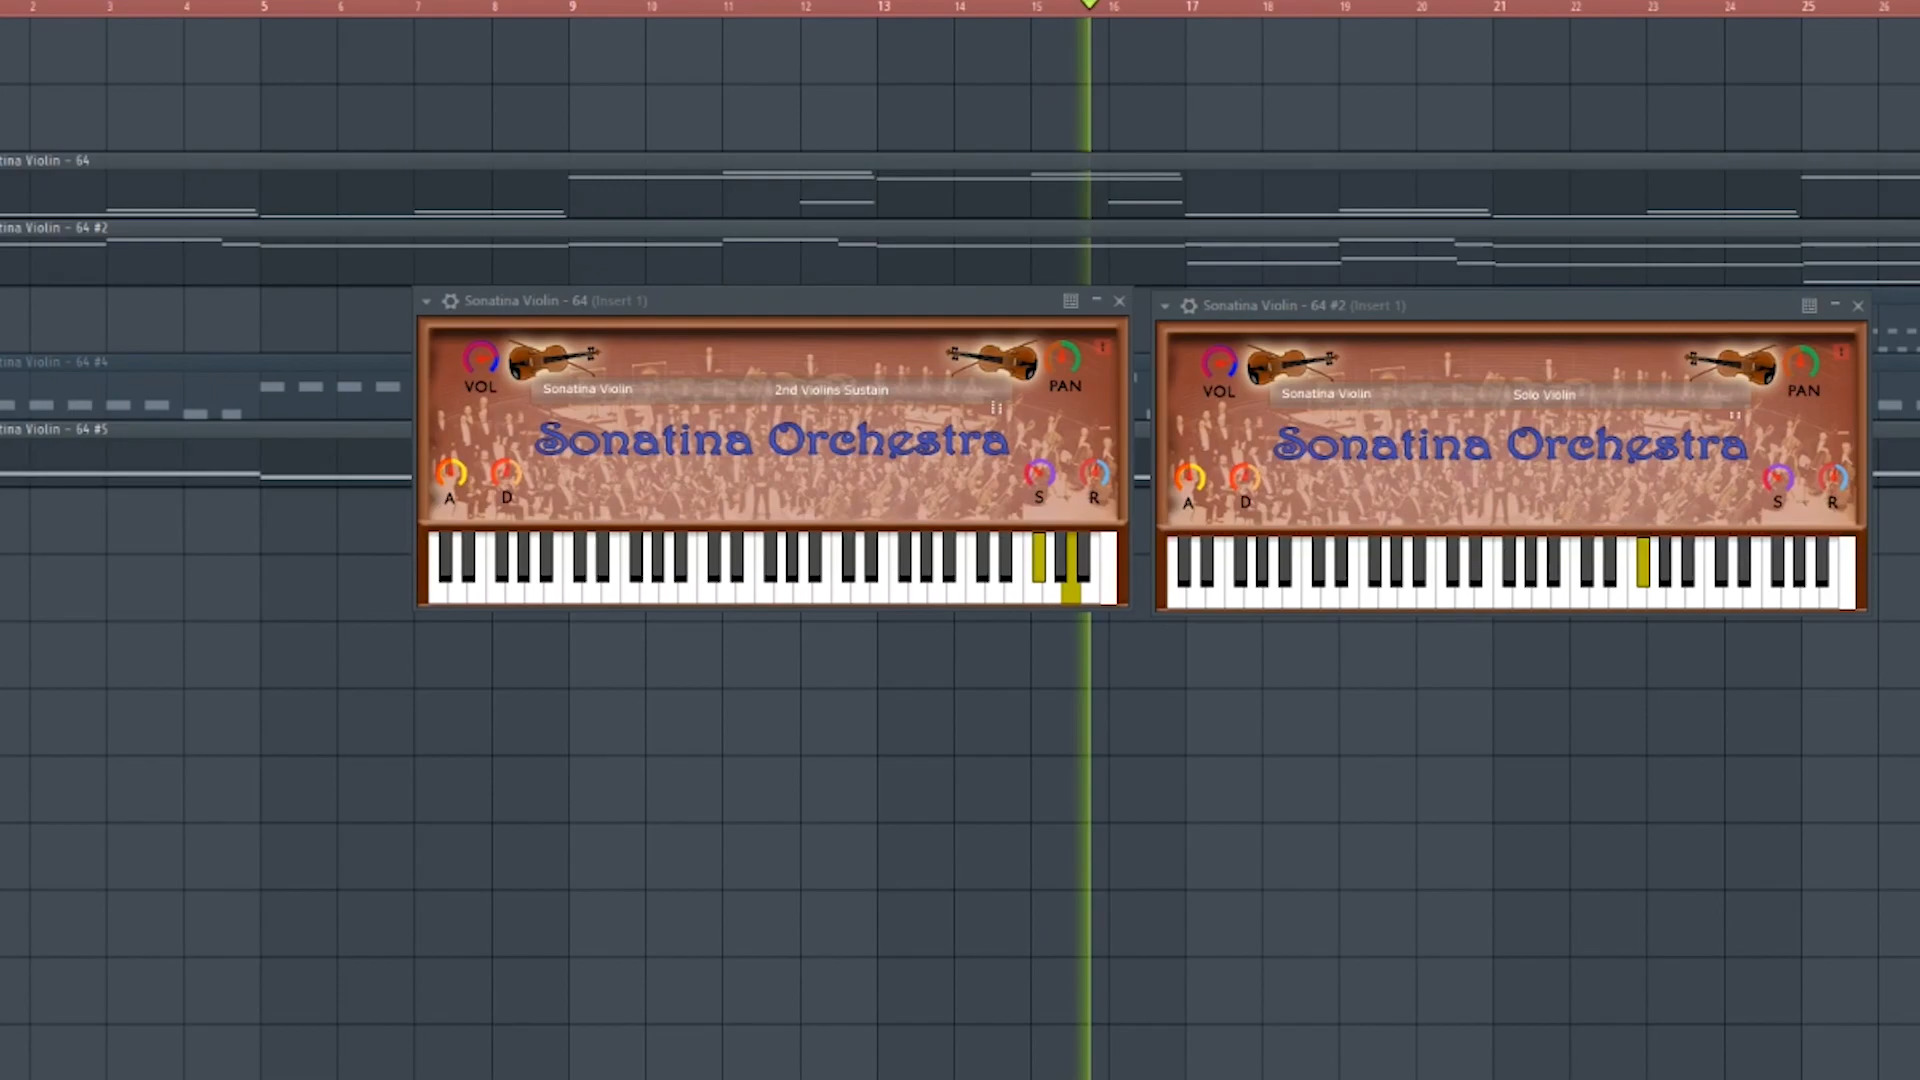 2 3 4 5 6 7 8 9 10 11 12 13 14 15 16 17 18 19 20 21 22 23 24 25 26
tina Violin - 64
tina Violin - 64 #2
Sonatina Violin - 64 (Insert 1)
Sonatina Violin - 64 #2 (Insert 1)
VOL
Sonatina Violin
2nd Violins Sustain
PAN
Sonatina Orchestra
A
D
S
R
VOL
Sonatina Violin
Solo Violin
PAN
Sonatina Orchestra
A
D
S
R
tina Violin - 64 #4
tina Violin - 64 #5